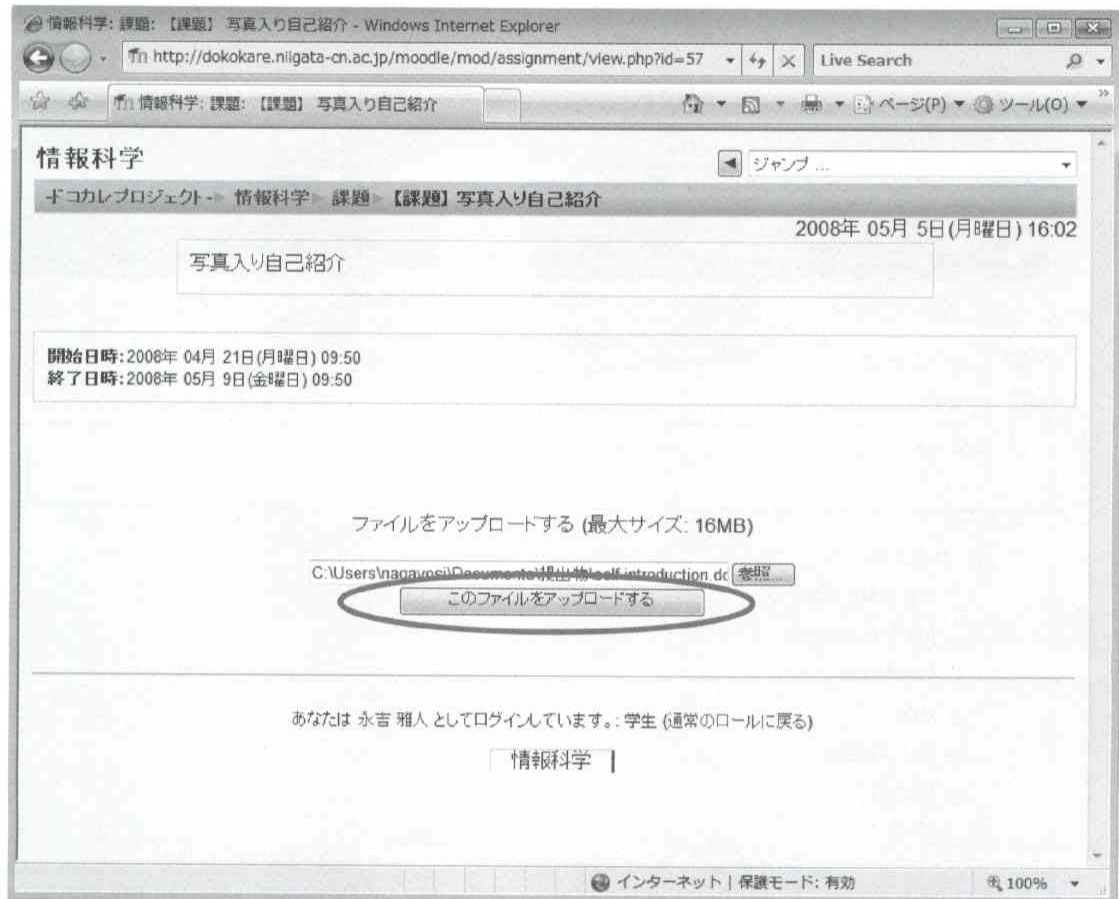 情報科学: 課題: 【課題】 写真入り自己紹介 - Windows Internet Explorer
http://dokokare.niigata-cn.ac.jp/moodle/mod/assignment/view.php?id=57
Live Search
情報科学: 課題: 【課題】 写真入り自己紹介
ページ(P)
ツール(O)
情報科学
ジャンプ ...
-ドコカレプロジェクト- 情報科学 課題 【課題】写真入り自己紹介
2008年 05月 5日(月曜日) 16:02
写真入り自己紹介
開始日時: 2008年 04月 21日(月曜日) 09:50
終了日時: 2008年 05月 9日(金曜日) 09:50
ファイルをアップロードする (最大サイズ: 16MB)
C:\Users\nagayosi\Documents\提出物\self-introduction.dc 参照...
このファイルをアップロードする
あなたは 永吉 雅人 としてログインしています。: 学生 (通常のロールに戻る)
情報科学
インターネット | 保護モード: 有効
100%